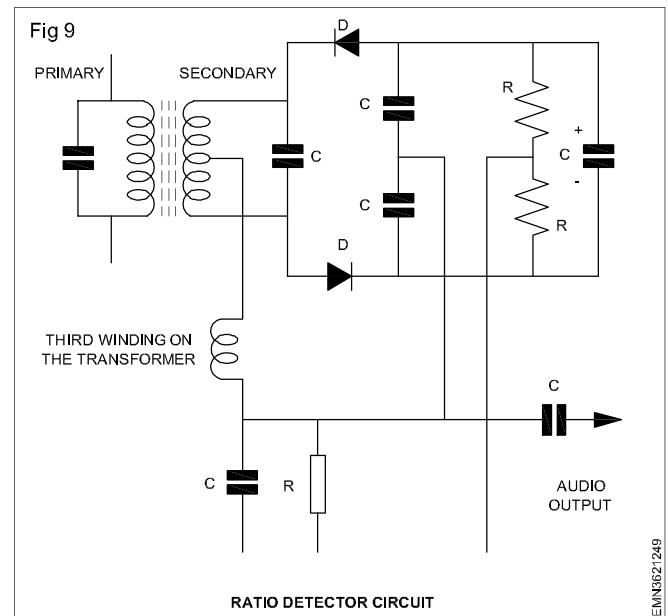 Fig 9
PRIMARY
SECONDARY
D
C
C
R
+
C
-
C
R
D
THIRD WINDING ON
THE TRANSFORMER
C
C
R
AUDIO
OUTPUT
RATIO DETECTOR CIRCUIT
EMN3621249